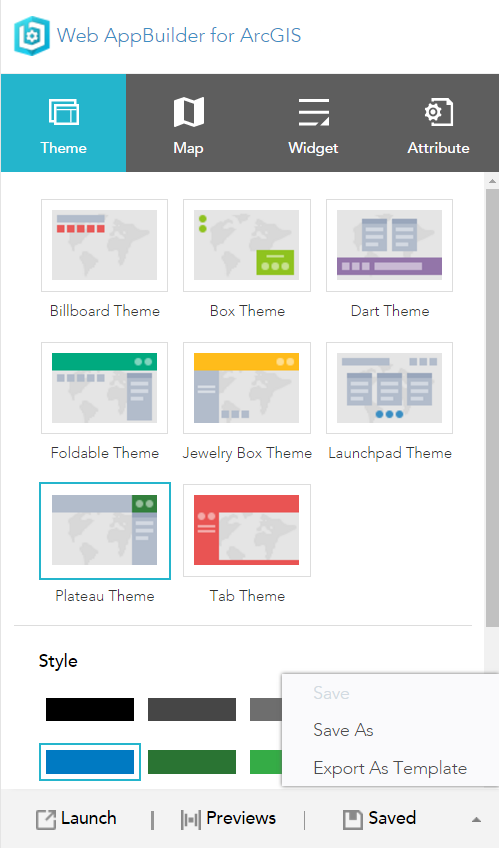 Web AppBuilder for ArcGIS
Theme Map Widget Attribute
Billboard Theme Box Theme Dart Theme
Foldable Theme Jewelry Box Theme Launchpad Theme
Plateau Theme Tab Theme
Style
Save
Save As
Export As Template
Launch Previews Saved